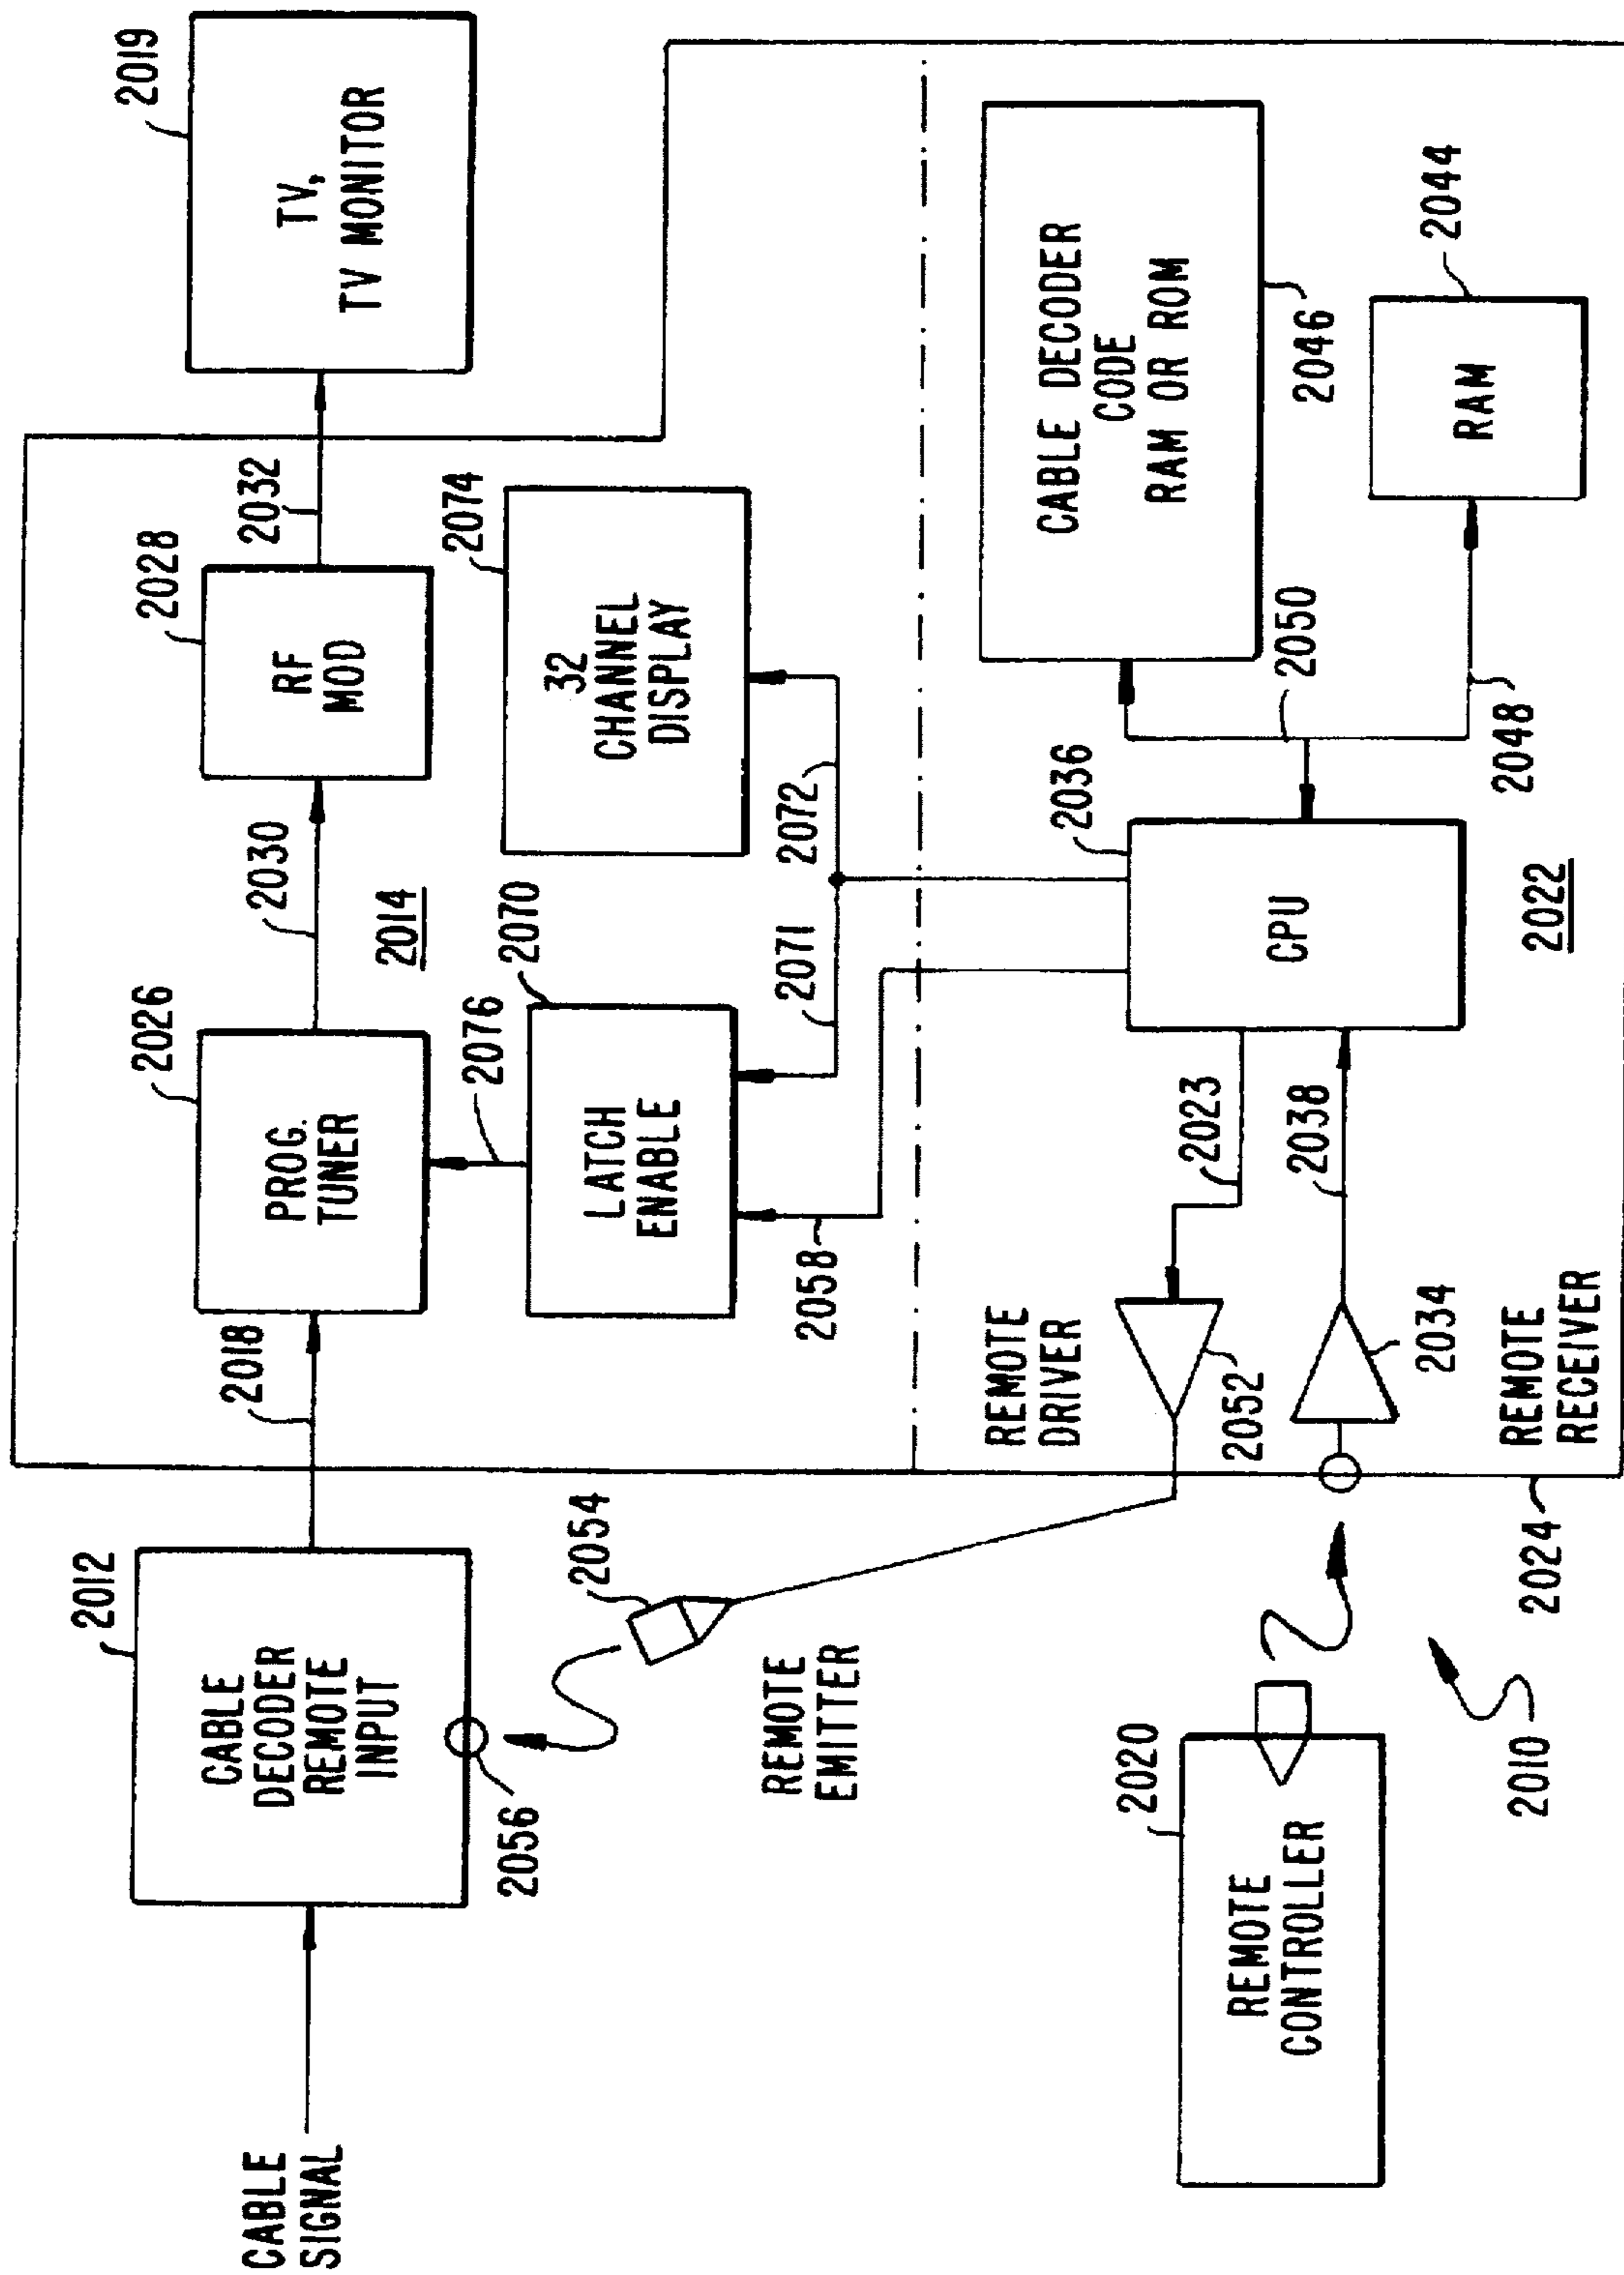 CABLE
SIGNAL
2012
CABLE
DECODER
REMOTE
INPUT
2056
2054
REMOTE
EMITTER
2018
2026
PROG.
TUNER
2030
2014
2028
RF
MOD
2032
2019
TV,
TV MONITOR
2076
2070
LATCH
ENABLE
2058
2071
2072
2074
32
CHANNEL
DISPLAY
REMOTE
DRIVER
2052
2023
2038
2034
REMOTE
RECEIVER
2024
2036
CPU
2022
2050
2048
CABLE DECODER
CODE
RAM OR ROM
2046
2044
RAM
2020
REMOTE
CONTROLLER
2010